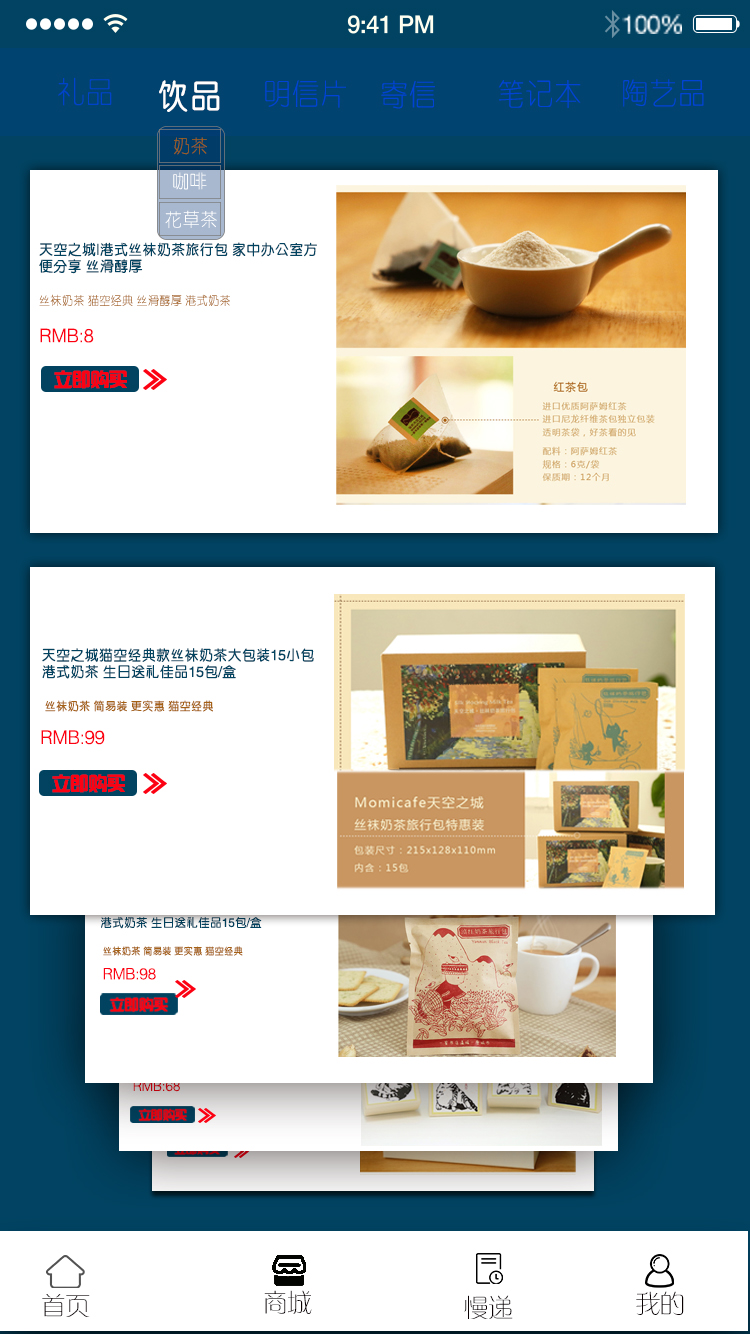 9:41 PM
100%
礼品 饮品 明信片 寄信 笔记本 陶艺品
奶茶
咖啡
花草茶
天空之城|港式丝袜奶茶旅行包 家中办公室方
便分享 丝滑醇厚
丝袜奶茶 猫空经典 丝滑醇厚 港式奶茶
RMB:8
立即购买
红茶包
进口优质阿萨姆红茶
进口尼龙纤维茶包独立包装
透明茶袋，好茶看的见
配料：阿萨姆红茶
规格：6克/袋
保质期：12个月
天空之城猫空经典款丝袜奶茶大包装15小包
港式奶茶 生日送礼佳品15包/盒
丝袜奶茶 简易装 更实惠 猫空经典
RMB:99
立即购买
Momicafe天空之城
丝袜奶茶旅行包特惠装
包装尺寸：215x128x110mm
内含：15包
港式奶茶 生日送礼佳品15包/盒
丝袜奶茶 简易装 更实惠 猫空经典
RMB:98
立即购买
RMB:68
立即购买
首页 商城 慢递 我的